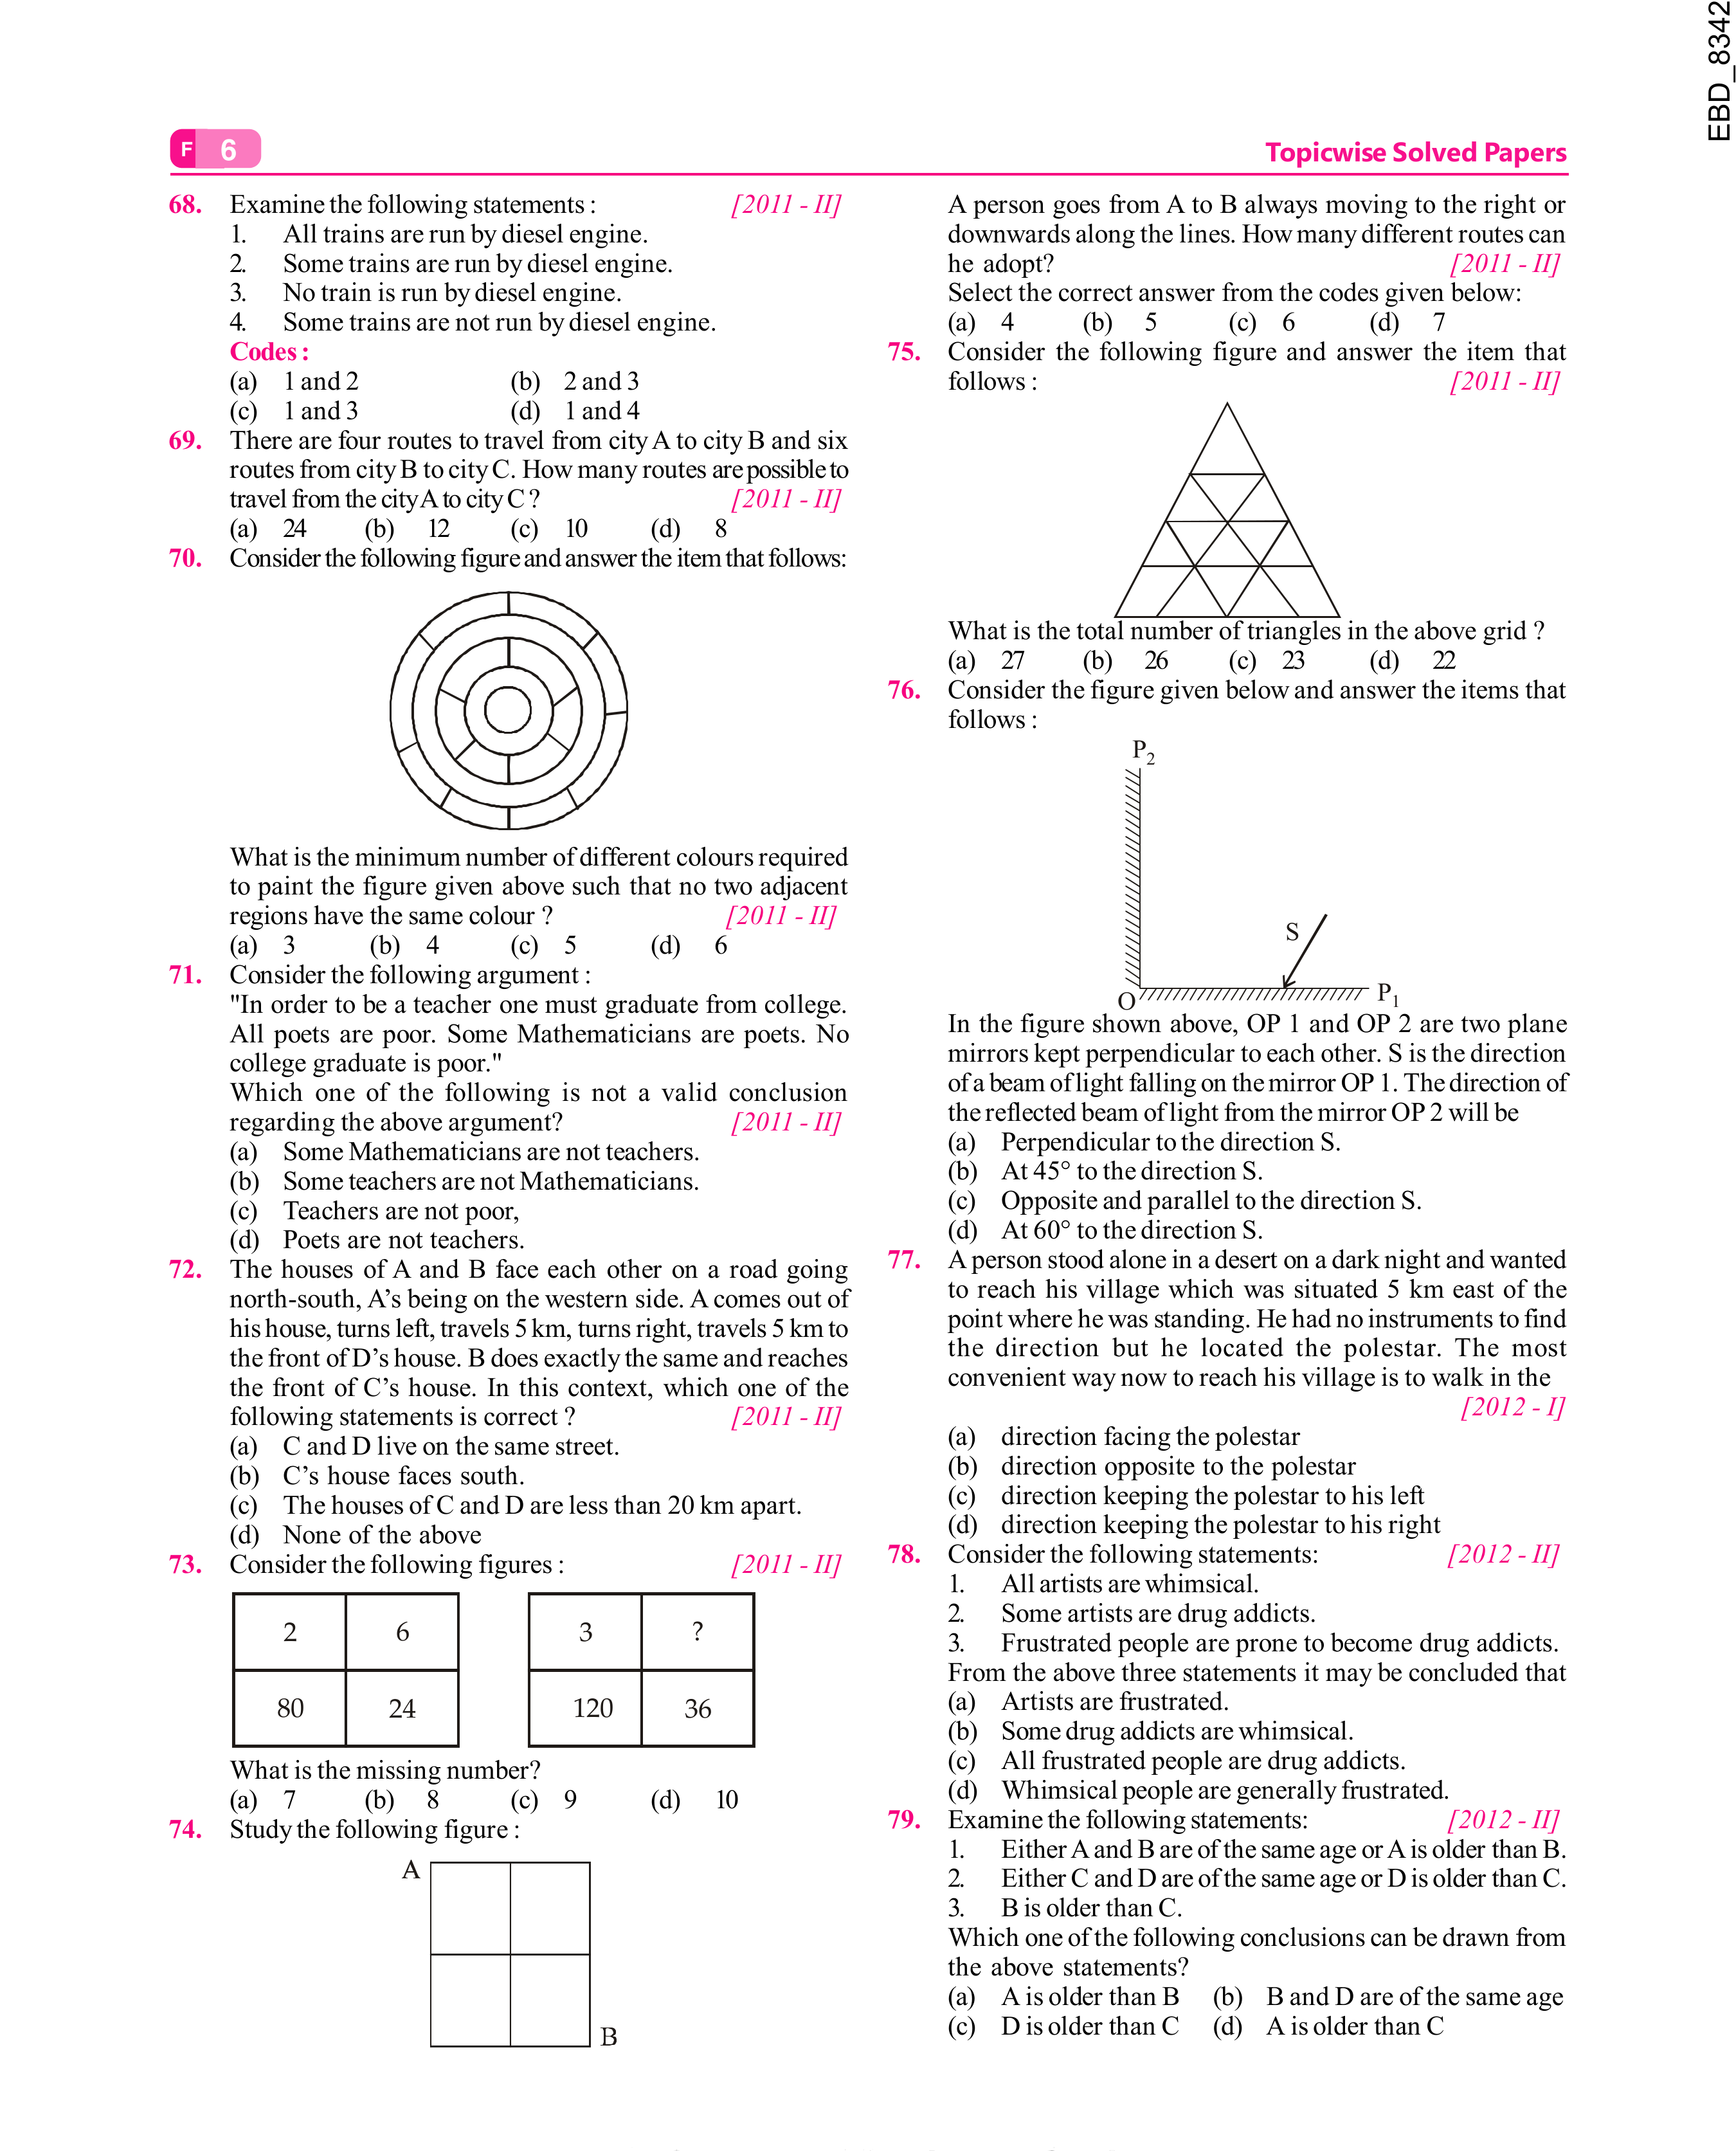 EBD_8342
F 6
Topicwise Solved Papers
68. Examine the following statements : [2011 - II]
1. All trains are run by diesel engine.
2. Some trains are run by diesel engine.
3. No train is run by diesel engine.
4. Some trains are not run by diesel engine.
Codes :
(a) 1 and 2 (b) 2 and 3
(c) 1 and 3 (d) 1 and 4
69. There are four routes to travel from city A to city B and six
routes from city B to city C. How many routes are possible to
travel from the city A to city C ? [2011 - II]
(a) 24 (b) 12 (c) 10 (d) 8
70. Consider the following figure and answer the item that follows:
What is the minimum number of different colours required
to paint the figure given above such that no two adjacent
regions have the same colour ? [2011 - II]
(a) 3 (b) 4 (c) 5 (d) 6
71. Consider the following argument :
"In order to be a teacher one must graduate from college.
All poets are poor. Some Mathematicians are poets. No
college graduate is poor."
Which one of the following is not a valid conclusion
regarding the above argument? [2011 - II]
(a) Some Mathematicians are not teachers.
(b) Some teachers are not Mathematicians.
(c) Teachers are not poor,
(d) Poets are not teachers.
72. The houses of A and B face each other on a road going
north-south, A's being on the western side. A comes out of
his house, turns left, travels 5 km, turns right, travels 5 km to
the front of D's house. B does exactly the same and reaches
the front of C's house. In this context, which one of the
following statements is correct ? [2011 - II]
(a) C and D live on the same street.
(b) C's house faces south.
(c) The houses of C and D are less than 20 km apart.
(d) None of the above
73. Consider the following figures : [2011 - II]
2 6 3 ?
80 24 120 36
What is the missing number?
(a) 7 (b) 8 (c) 9 (d) 10
74. Study the following figure :
A
B
A person goes from A to B always moving to the right or
downwards along the lines. How many different routes can
he adopt? [2011 - II]
Select the correct answer from the codes given below:
(a) 4 (b) 5 (c) 6 (d) 7
75. Consider the following figure and answer the item that
follows : [2011 - II]
What is the total number of triangles in the above grid ?
(a) 27 (b) 26 (c) 23 (d) 22
76. Consider the figure given below and answer the items that
follows :
P2
S
O P1
In the figure shown above, OP 1 and OP 2 are two plane
mirrors kept perpendicular to each other. S is the direction
of a beam of light falling on the mirror OP 1. The direction of
the reflected beam of light from the mirror OP 2 will be
(a) Perpendicular to the direction S.
(b) At 45° to the direction S.
(c) Opposite and parallel to the direction S.
(d) At 60° to the direction S.
77. A person stood alone in a desert on a dark night and wanted
to reach his village which was situated 5 km east of the
point where he was standing. He had no instruments to find
the direction but he located the polestar. The most
convenient way now to reach his village is to walk in the
[2012 - I]
(a) direction facing the polestar
(b) direction opposite to the polestar
(c) direction keeping the polestar to his left
(d) direction keeping the polestar to his right
78. Consider the following statements: [2012 - II]
1. All artists are whimsical.
2. Some artists are drug addicts.
3. Frustrated people are prone to become drug addicts.
From the above three statements it may be concluded that
(a) Artists are frustrated.
(b) Some drug addicts are whimsical.
(c) All frustrated people are drug addicts.
(d) Whimsical people are generally frustrated.
79. Examine the following statements: [2012 - II]
1. Either A and B are of the same age or A is older than B.
2. Either C and D are of the same age or D is older than C.
3. B is older than C.
Which one of the following conclusions can be drawn from
the above statements?
(a) A is older than B (b) B and D are of the same age
(c) D is older than C (d) A is older than C